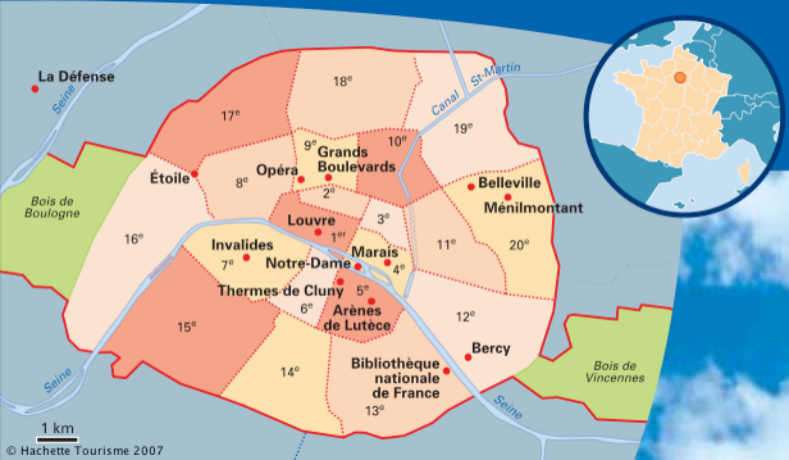 La Défense
Seine
Canal
St-Martin
18e
17e
19e
9e
10e
Grands
Boulevards
Opéra
Étoile
8e
Belleville
Ménilmontant
2e
Bois de
Boulogne
3e
Louvre
1er
16e
11e
20e
Invalides
7e
Marais
Notre-Dame
4e
Thermes de Cluny
5e
6e
Arènes
de Lutèce
15e
12e
Bercy
Bibliothèque
nationale
de France
14e
13e
Bois de
Vincennes
Seine
Seine
1 km
© Hachette Tourisme 2007